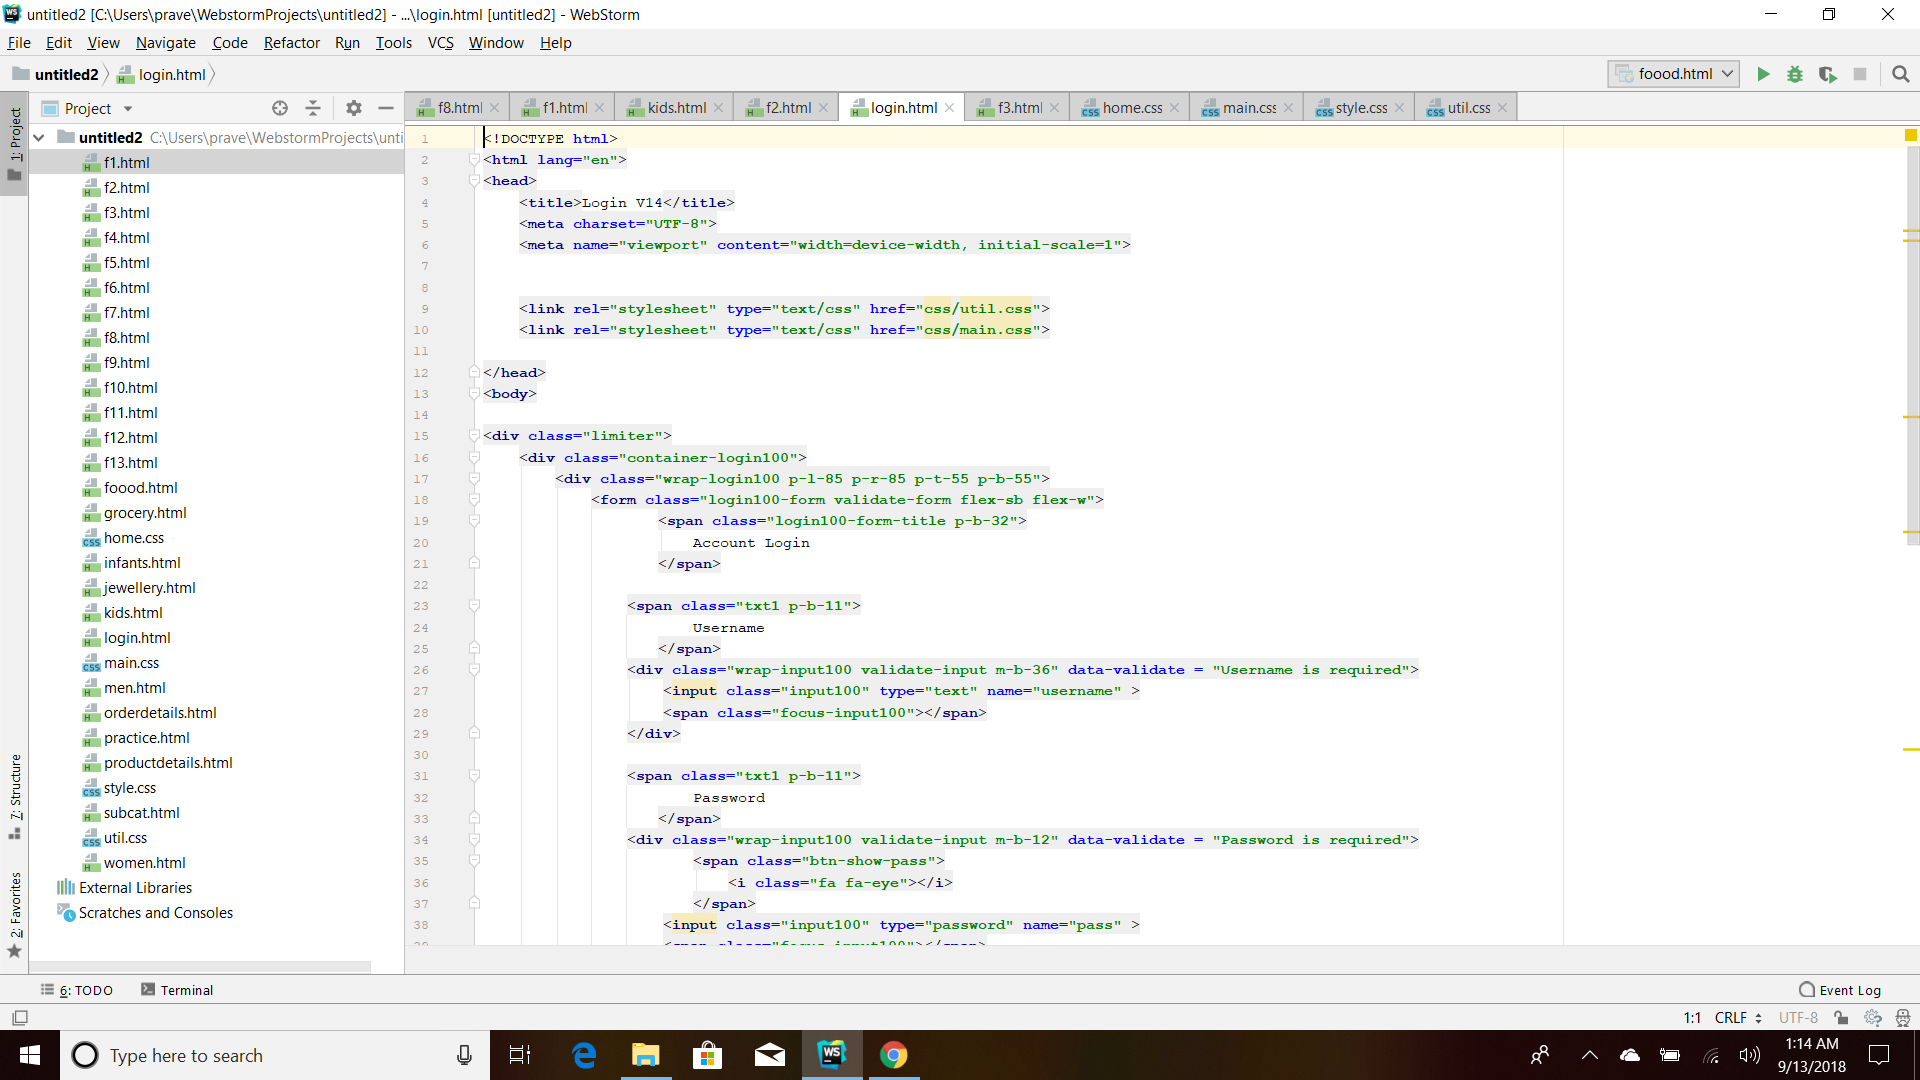 untitled2 [C:\Users\prave\WebstormProjects\untitled2] - ...\login.html [untitled2] - WebStorm
File Edit View Navigate Code Refactor Run Tools VCS Window Help
untitled2 login.html foood.html
Project
f8.html f1.html kids.html f2.html login.html f3.html home.css main.css style.css util.css
1: Project
7: Structure
2: Favorites
untitled2 C:\Users\prave\WebstormProjects\unti
f1.html
f2.html
f3.html
f4.html
f5.html
f6.html
f7.html
f8.html
f9.html
f10.html
f11.html
f12.html
f13.html
foood.html
grocery.html
home.css
infants.html
jewellery.html
kids.html
login.html
main.css
men.html
orderdetails.html
practice.html
productdetails.html
style.css
subcat.html
util.css
women.html
External Libraries
Scratches and Consoles
1 <!DOCTYPE html>
2 <html lang="en">
3 <head>
4 <title>Login V14</title>
5 <meta charset="UTF-8">
6 <meta name="viewport" content="width=device-width, initial-scale=1">
7
8
9 <link rel="stylesheet" type="text/css" href="css/util.css">
10 <link rel="stylesheet" type="text/css" href="css/main.css">
11
12 </head>
13 <body>
14
15 <div class="limiter">
16 <div class="container-login100">
17 <div class="wrap-login100 p-l-85 p-r-85 p-t-55 p-b-55">
18 <form class="login100-form validate-form flex-sb flex-w">
19 <span class="login100-form-title p-b-32">
20 Account Login
21 </span>
22
23 <span class="txt1 p-b-11">
24 Username
25 </span>
26 <div class="wrap-input100 validate-input m-b-36" data-validate = "Username is required">
27 <input class="input100" type="text" name="username" >
28 <span class="focus-input100"></span>
29 </div>
30
31 <span class="txt1 p-b-11">
32 Password
33 </span>
34 <div class="wrap-input100 validate-input m-b-12" data-validate = "Password is required">
35 <span class="btn-show-pass">
36 <i class="fa fa-eye"></i>
37 </span>
38 <input class="input100" type="password" name="pass" >
39 <span class="focus-input100"></span>
6: TODO Terminal Event Log
1:1 CRLF UTF-8
Type here to search
1:14 AM
9/13/2018